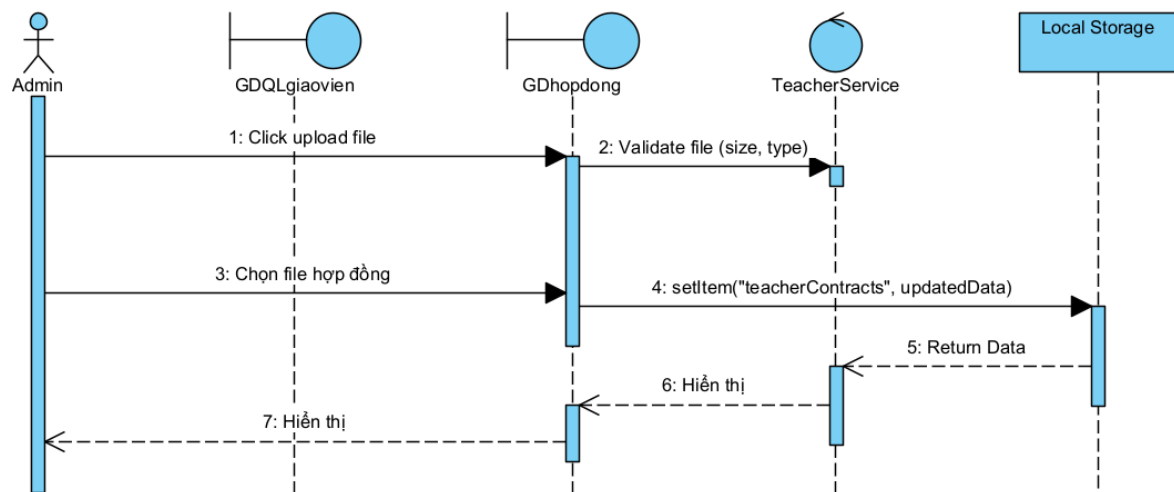 Local Storage
Admin
GDQLgiaovien
GDhopdong
TeacherService
1: Click upload file
2: Validate file (size, type)
3: Chọn file hợp đồng
4: setItem("teacherContracts", updatedData)
5: Return Data
6: Hiển thị
7: Hiển thị